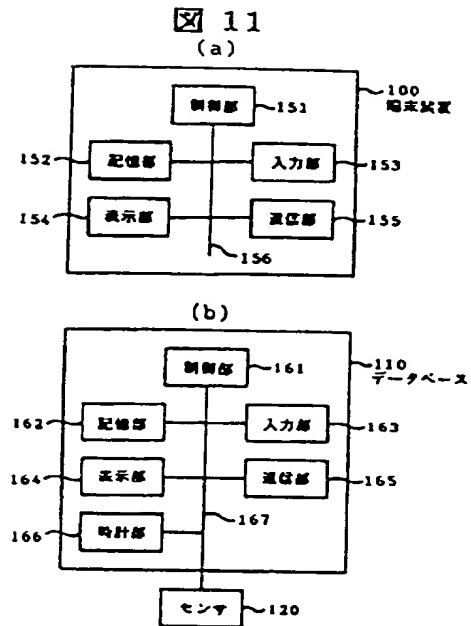 図 11
(a)
制御部 151
100
端末装置
152 記憶部
入力部 153
154 表示部
通信部 155
156
(b)
制御部 161
110
データベース
162 記憶部
入力部 163
164 表示部
通信部 165
166 時計部
167
センサ 120